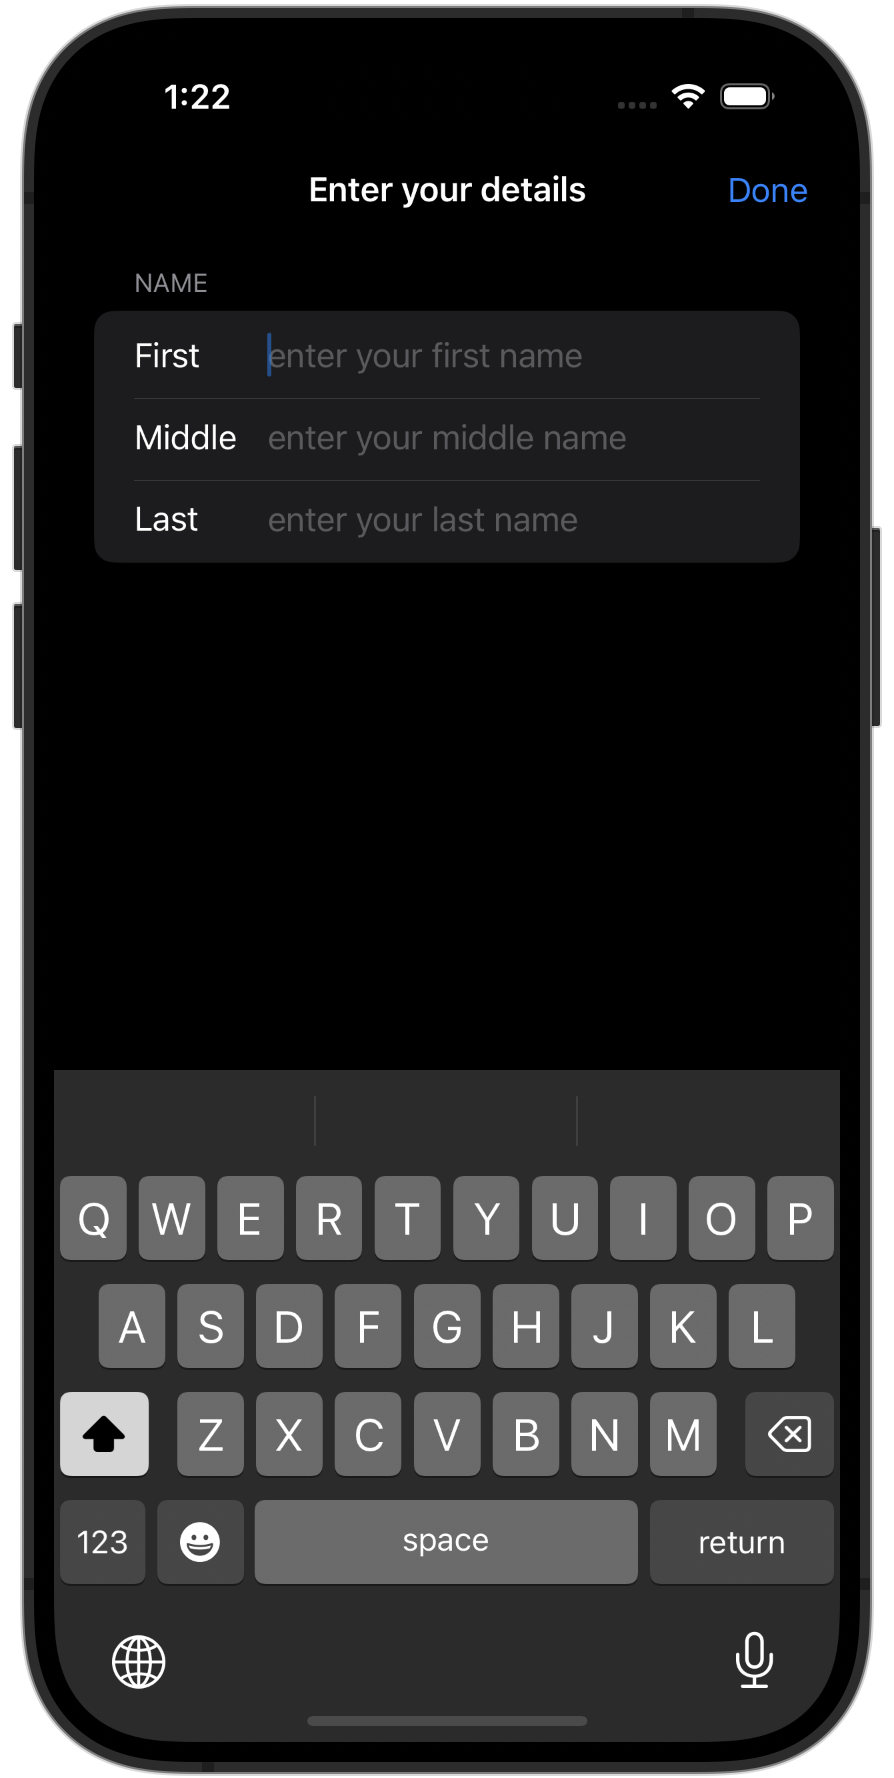 1:22
Enter your details Done
NAME
First enter your first name
Middle enter your middle name
Last enter your last name
Q W E R T Y U I O P
A S D F G H J K L
Z X C V B N M
123 space return